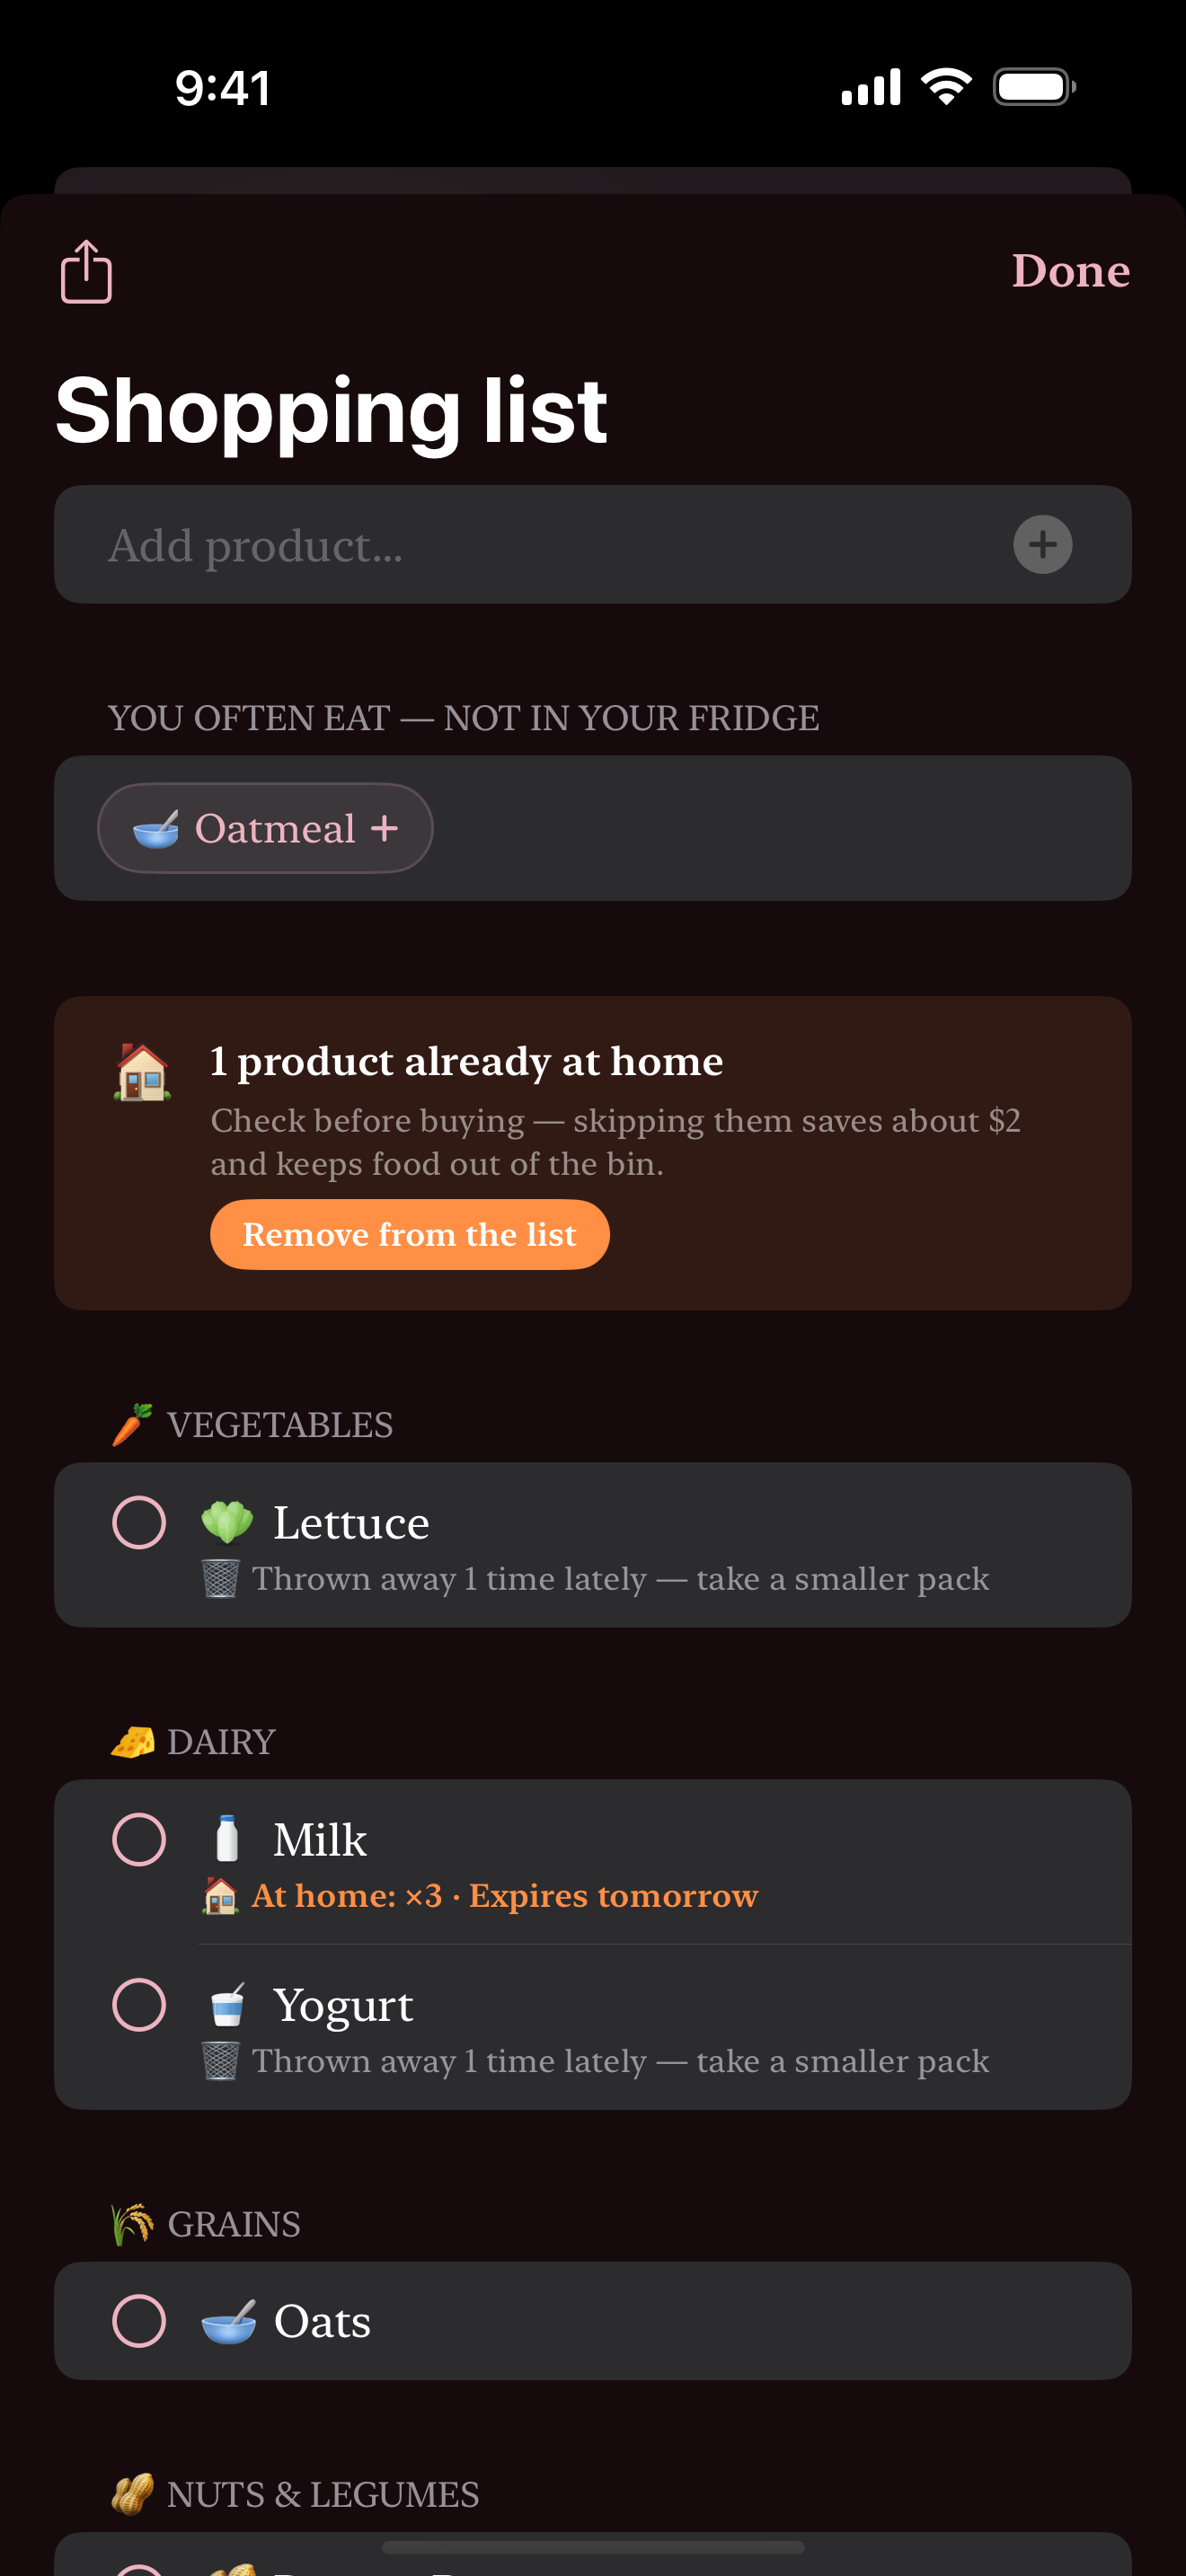 9:41
Done
Shopping list
Add product...
YOU OFTEN EAT — NOT IN YOUR FRIDGE
Oatmeal +
1 product already at home
Check before buying — skipping them saves about $2
and keeps food out of the bin.
Remove from the list
VEGETABLES
Lettuce
Thrown away 1 time lately — take a smaller pack
DAIRY
Milk
At home: ×3 · Expires tomorrow
Yogurt
Thrown away 1 time lately — take a smaller pack
GRAINS
Oats
NUTS & LEGUMES